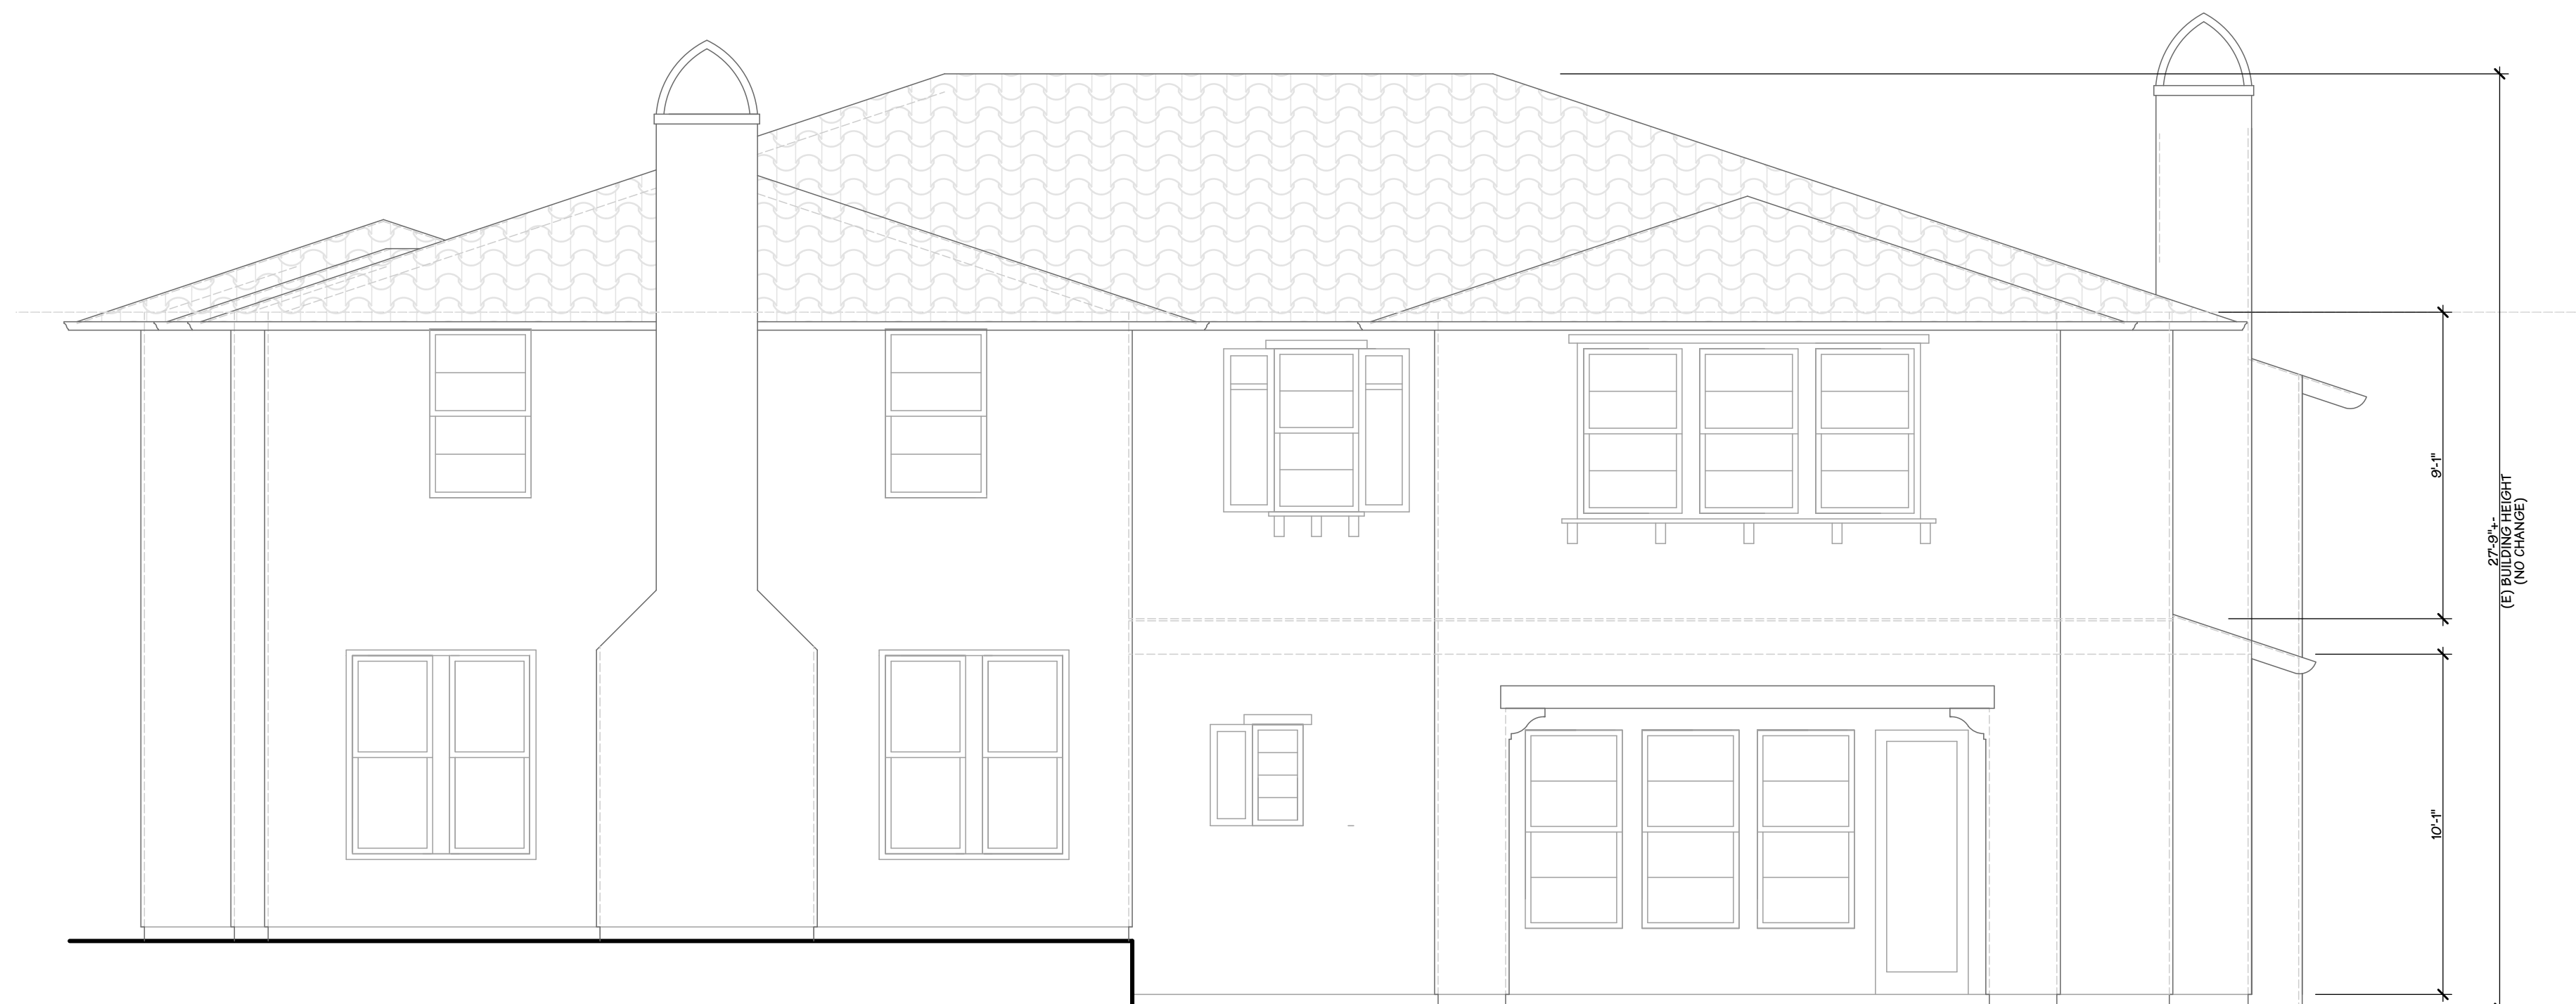 9'-1"
10'-1"
27'-9"+-
(E) BUILDING HEIGHT
(NO CHANGE)